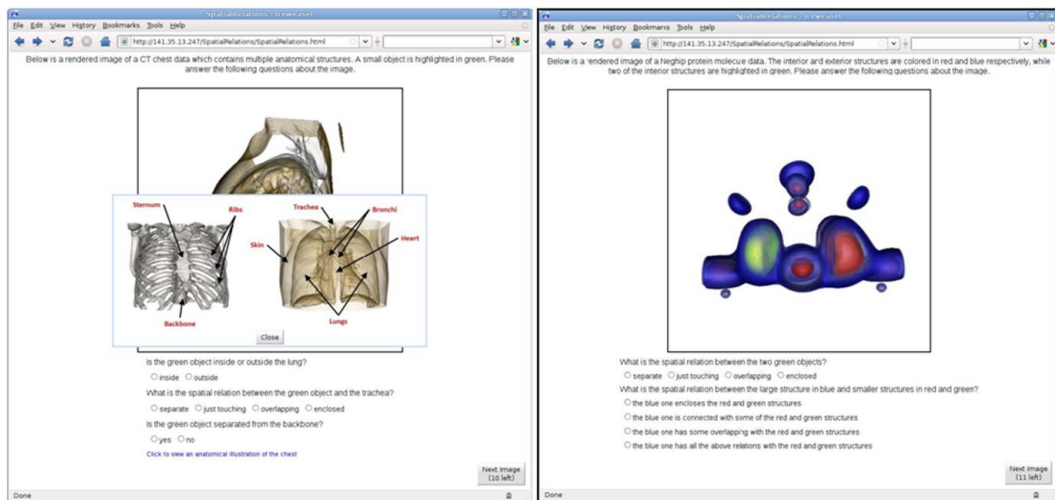 SpatialRelations - Iceweasel
File Edit View History Bookmarks Tools Help
http://141.35.13.247/SpatialRelations/SpatialRelations.html
Below is a rendered image of a CT chest data which contains multiple anatomical structures. A small object is highlighted in green. Please
answer the following questions about the image.
Sternum
Ribs
Backbone
Trachea
Bronchi
Skin
Heart
Lungs
Close
Is the green object inside or outside the lung?
inside outside
What is the spatial relation between the green object and the trachea?
separate just touching overlapping enclosed
Is the green object separated from the backbone?
yes no
Click to view an anatomical illustration of the chest
Next Image
(10 left)
Done
SpatialRelations - Iceweasel
File Edit View History Bookmarks Tools Help
http://141.35.13.247/SpatialRelations/SpatialRelations.html
Below is a rendered image of a Neghip protein molecule data. The interior and exterior structures are colored in red and blue respectively, while
two of the interior structures are highlighted in green. Please answer the following questions about the image.
What is the spatial relation between the two green objects?
separate just touching overlapping enclosed
What is the spatial relation between the large structure in blue and smaller structures in red and green?
the blue one encloses the red and green structures
the blue one is connected with some of the red and green structures
the blue one has some overlapping with the red and green structures
the blue one has all the above relations with the red and green structures
Next Image
(11 left)
Done